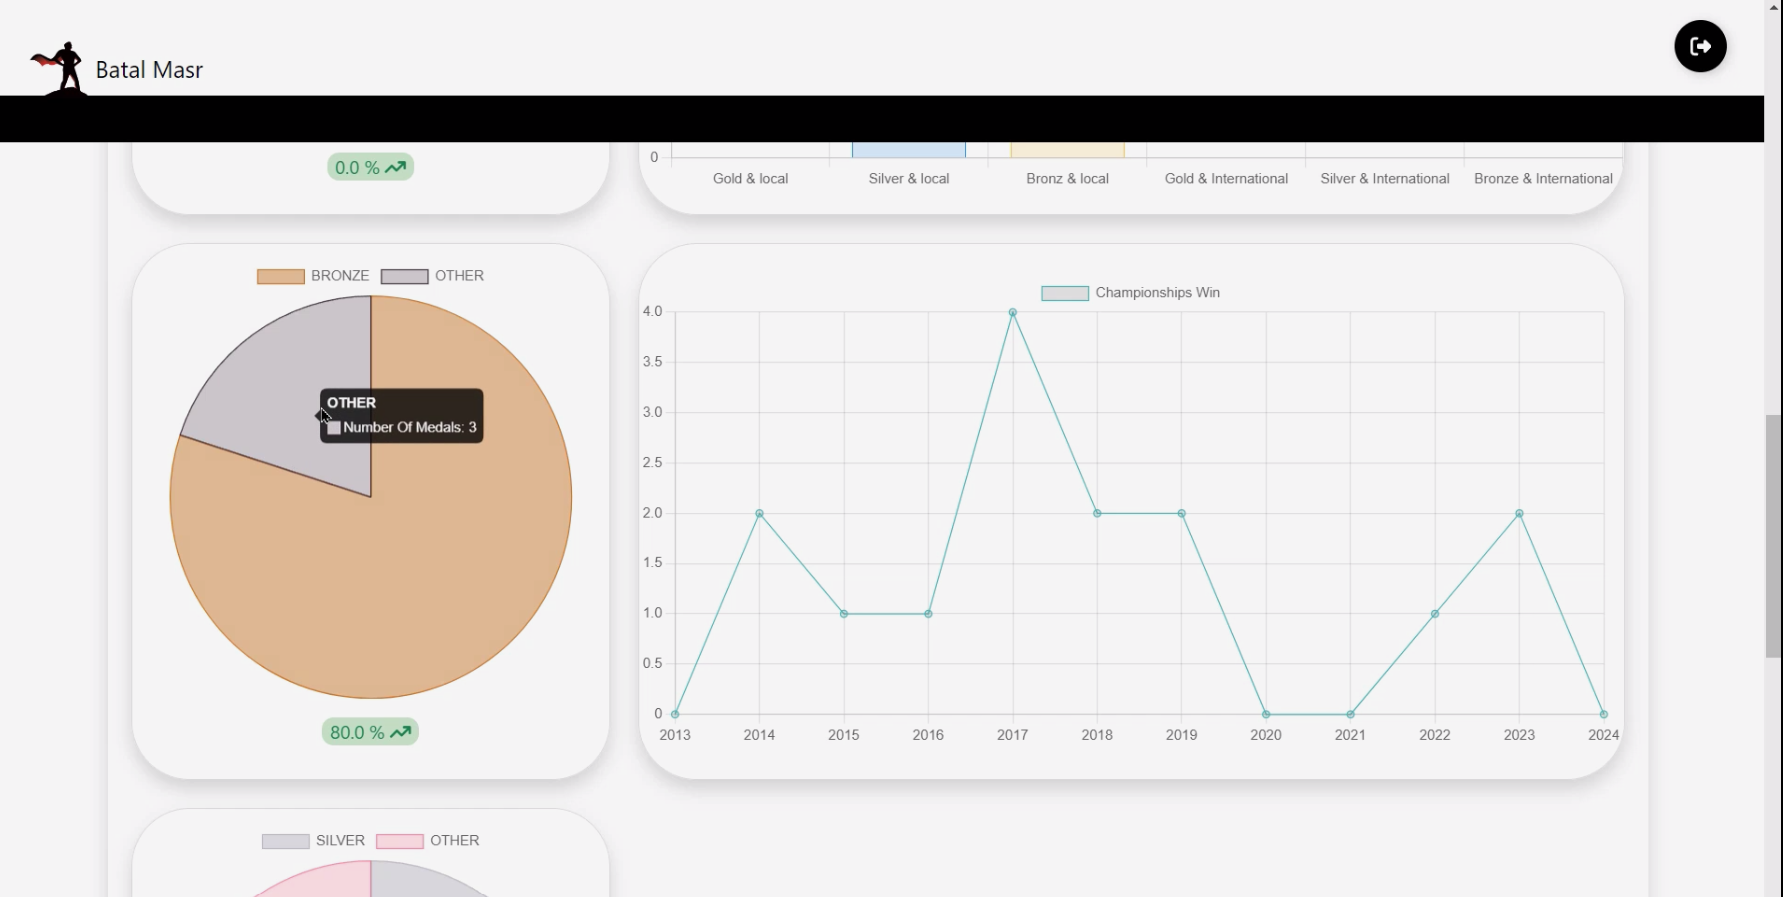 Batal Masr
0.0 %
0
Gold & local
Silver & local
Bronz & local
Gold & International
Silver & International
Bronze & International
BRONZE
OTHER
OTHER
Number Of Medals: 3
80.0 %
Championships Win
4.0
3.5
3.0
2.5
2.0
1.5
1.0
0.5
0
2013
2014
2015
2016
2017
2018
2019
2020
2021
2022
2023
2024
SILVER
OTHER